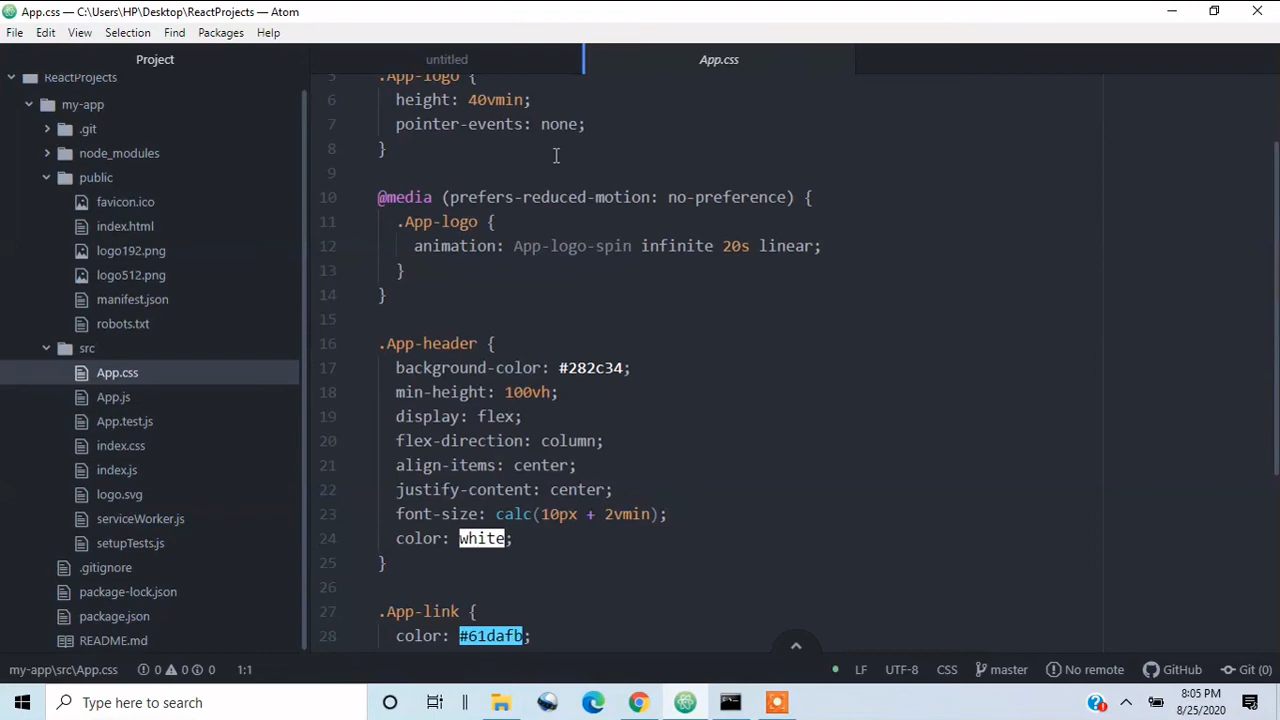 App.css — C:\Users\HP\Desktop\ReactProjects — Atom
File Edit View Selection Find Packages Help
Project
untitled
App.css
ReactProjects
my-app
.git
node_modules
public
favicon.ico
index.html
logo192.png
logo512.png
manifest.json
robots.txt
src
App.css
App.js
App.test.js
index.css
index.js
logo.svg
serviceWorker.js
setupTests.js
.gitignore
package-lock.json
package.json
README.md
5 .App-logo {
6 height: 40vmin;
7 pointer-events: none;
8 }
9
10 @media (prefers-reduced-motion: no-preference) {
11 .App-logo {
12 animation: App-logo-spin infinite 20s linear;
13 }
14 }
15
16 .App-header {
17 background-color: #282c34;
18 min-height: 100vh;
19 display: flex;
20 flex-direction: column;
21 align-items: center;
22 justify-content: center;
23 font-size: calc(10px + 2vmin);
24 color: white;
25 }
26
27 .App-link {
28 color: #61dafb;
my-app\src\App.css 0 0 0 1:1 LF UTF-8 CSS master No remote GitHub Git (0)
Type here to search
8:05 PM
8/25/2020